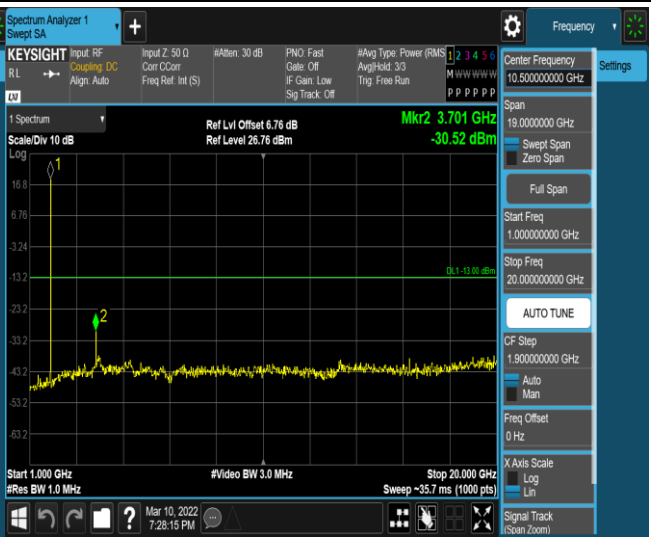 Spectrum Analyzer 1
Swept SA
+
Frequency
KEYSIGHT
Input: RF
Input Z: 50 Ω
#Atten: 30 dB
PNO: Fast
#Avg Type: Power (RMS
1 2 3 4 5 6
RL
Coupling: DC
Corr CCorr
Gate: Off
Avg|Hold: 3/3
M W W W W W
Align: Auto
Freq Ref: Int (S)
IF Gain: Low
Trig: Free Run
Sig Track: Off
P P P P P P
LXI
1 Spectrum
Ref Lvl Offset 6.76 dB
Mkr2 3.701 GHz
Scale/Div 10 dB
Ref Level 26.76 dBm
-30.52 dBm
Log
1
16.8
6.76
-3.24
DL1 -13.00 dBm
-13.2
-23.2
2
-33.2
-43.2
-53.2
-63.2
Start 1.000 GHz
#Video BW 3.0 MHz
Stop 20.000 GHz
#Res BW 1.0 MHz
Sweep ~35.7 ms (1000 pts)
?
Mar 10, 2022
7:28:15 PM
Center Frequency
10.500000000 GHz
Settings
Span
19.0000000 GHz
Swept Span
Zero Span
Full Span
Start Freq
1.000000000 GHz
Stop Freq
20.000000000 GHz
AUTO TUNE
CF Step
1.900000000 GHz
Auto
Man
Freq Offset
0 Hz
X Axis Scale
Log
Lin
Signal Track
(Span Zoom)